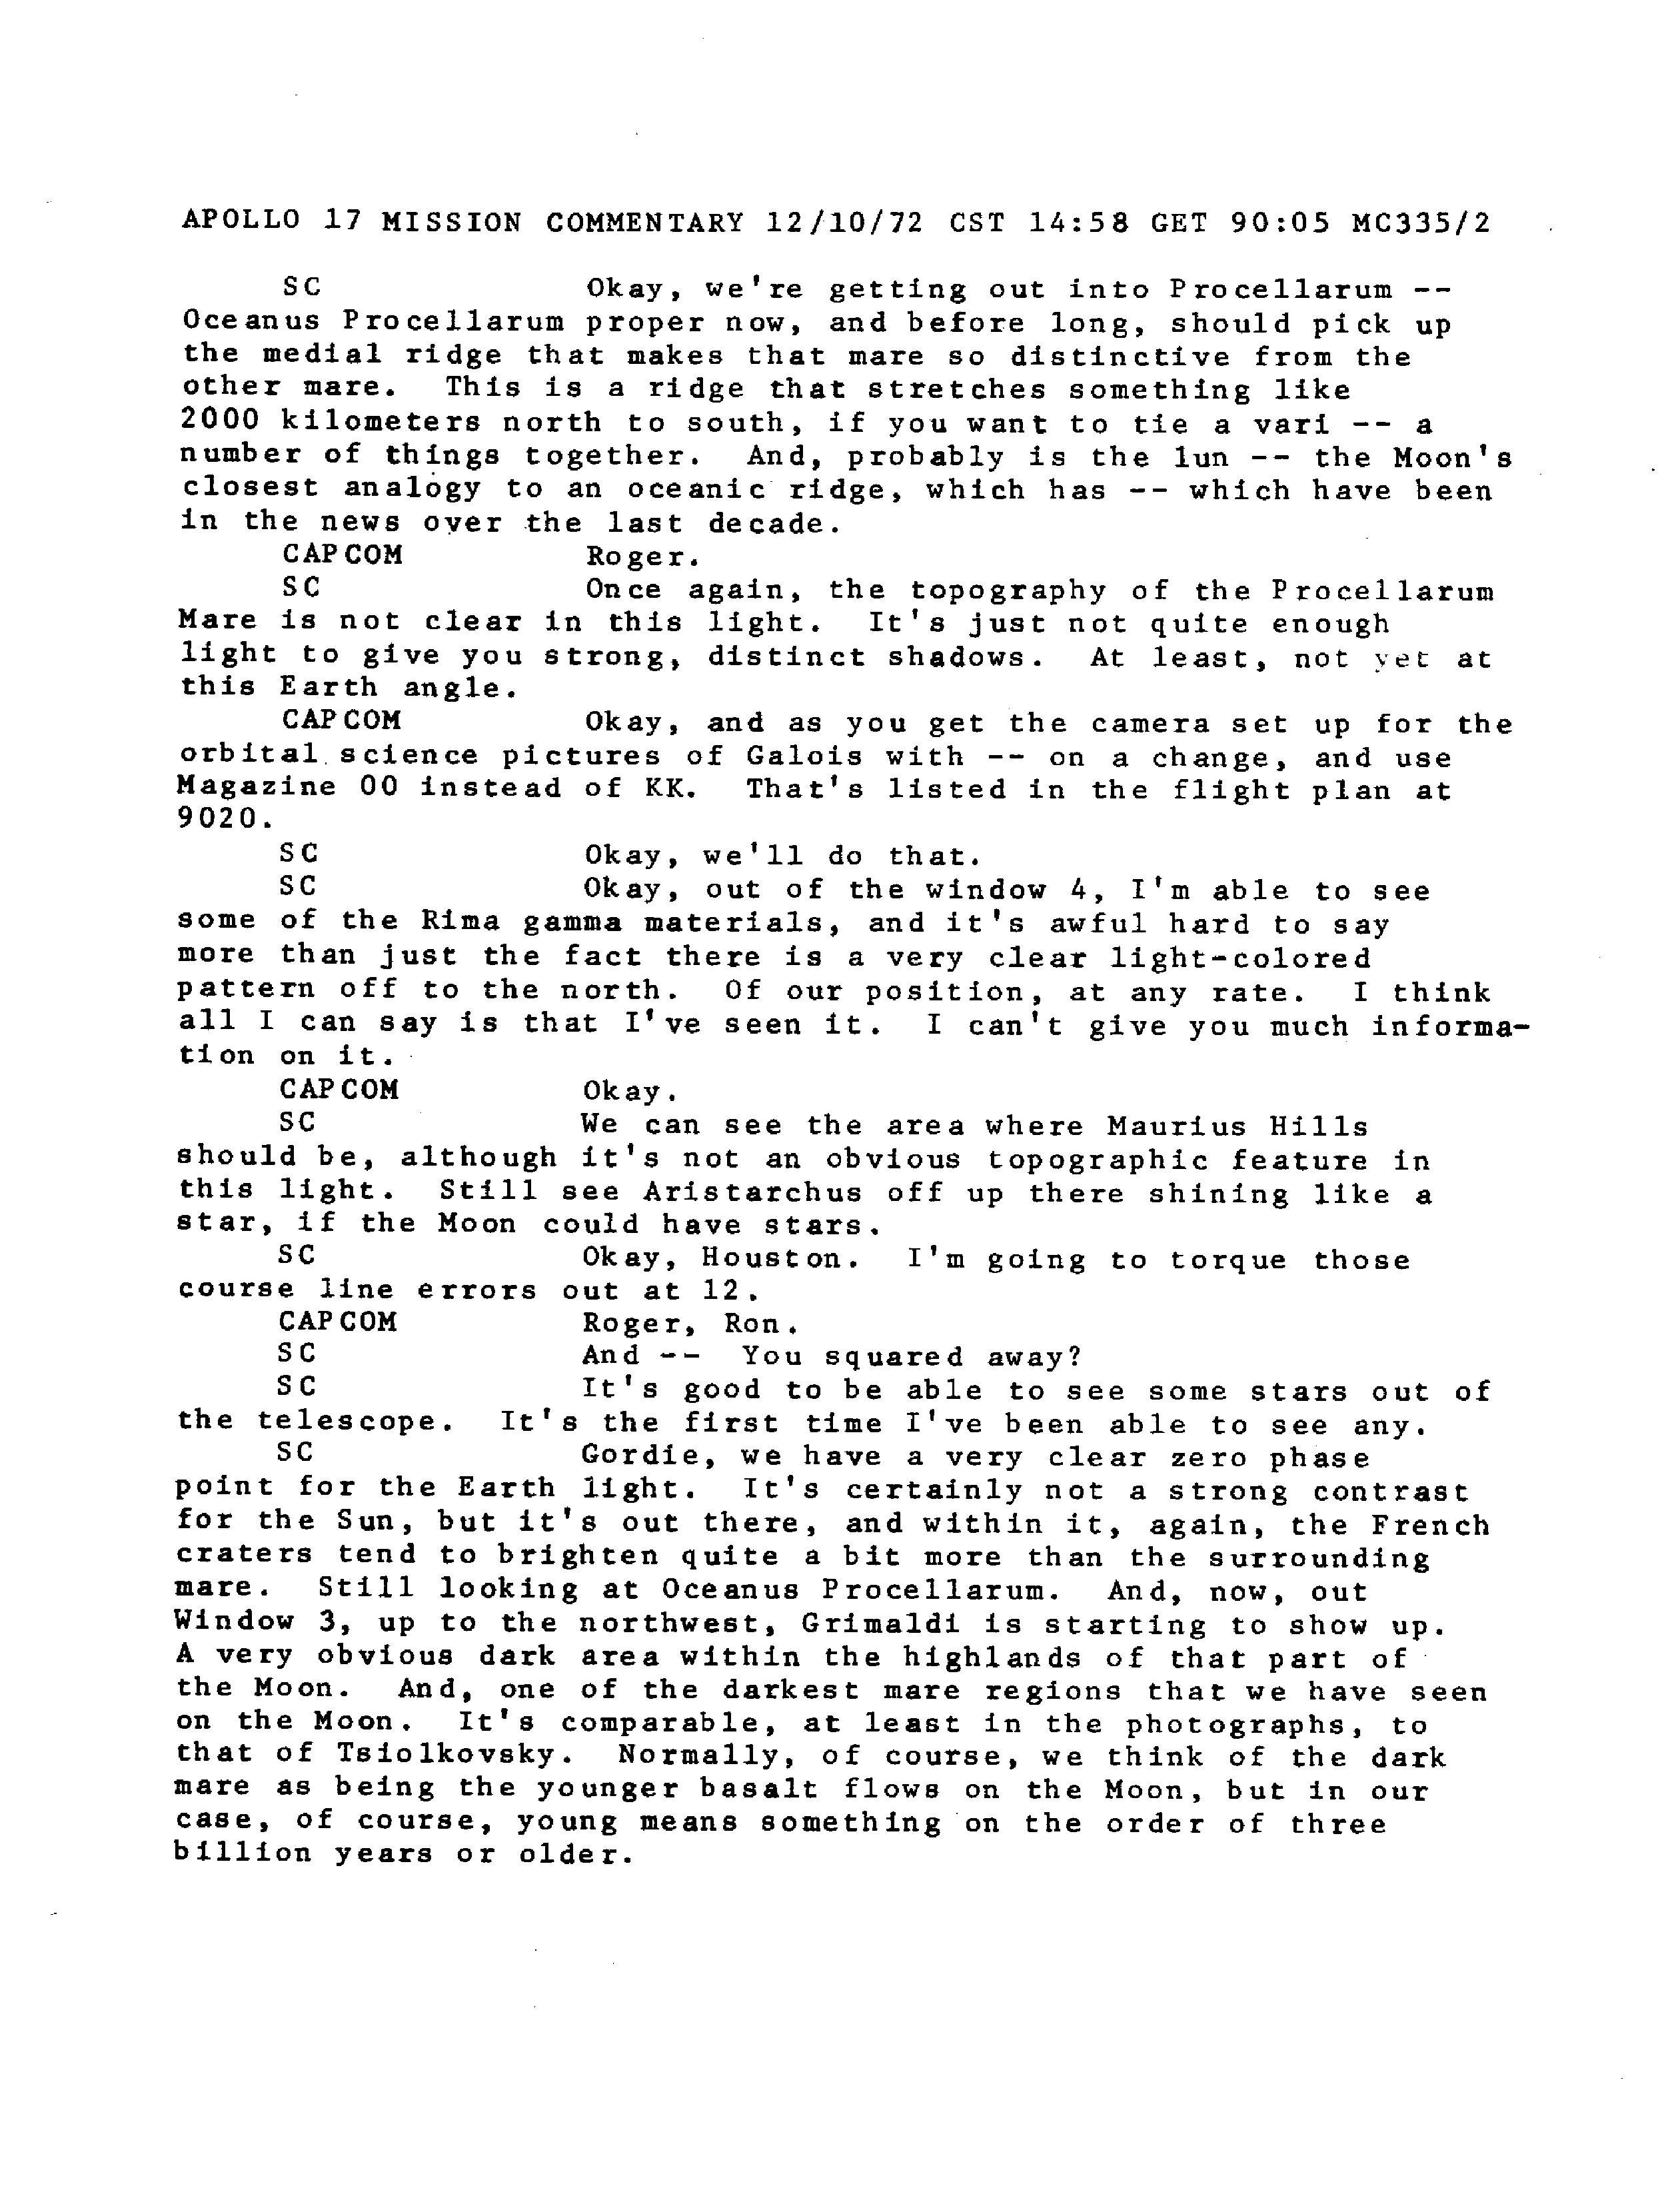 APOLLO 17 MISSION COMMENTARY 12/10/72 CST 14:58 GET 90:05 MC335/2
SC Okay, we're getting out into Procellarum --
Oceanus Procellarum proper now, and before long, should pick up
the medial ridge that makes that mare so distinctive from the
other mare. This is a ridge that stretches something like
2000 kilometers north to south, if you want to tie a vari -- a
number of things together. And, probably is the lun -- the Moon's
closest analogy to an oceanic ridge, which has -- which have been
in the news over the last decade.
CAPCOM Roger.
SC Once again, the topography of the Procellarum
Mare is not clear in this light. It's just not quite enough
light to give you strong, distinct shadows. At least, not yet at
this Earth angle.
CAPCOM Okay, and as you get the camera set up for the
orbital science pictures of Galois with -- on a change, and use
Magazine OO instead of KK. That's listed in the flight plan at
9020.
SC Okay, we'll do that.
SC Okay, out of the window 4, I'm able to see
some of the Rima gamma materials, and it's awful hard to say
more than just the fact there is a very clear light-colored
pattern off to the north. Of our position, at any rate. I think
all I can say is that I've seen it. I can't give you much informa-
tion on it.
CAPCOM Okay.
SC We can see the area where Maurius Hills
should be, although it's not an obvious topographic feature in
this light. Still see Aristarchus off up there shining like a
star, if the Moon could have stars.
SC Okay, Houston. I'm going to torque those
course line errors out at 12.
CAPCOM Roger, Ron.
SC And -- You squared away?
SC It's good to be able to see some stars out of
the telescope. It's the first time I've been able to see any.
SC Gordie, we have a very clear zero phase
point for the Earth light. It's certainly not a strong contrast
for the Sun, but it's out there, and within it, again, the French
craters tend to brighten quite a bit more than the surrounding
mare. Still looking at Oceanus Procellarum. And, now, out
Window 3, up to the northwest, Grimaldi is starting to show up.
A very obvious dark area within the highlands of that part of
the Moon. And, one of the darkest mare regions that we have seen
on the Moon. It's comparable, at least in the photographs, to
that of Tsiolkovsky. Normally, of course, we think of the dark
mare as being the younger basalt flows on the Moon, but in our
case, of course, young means something on the order of three
billion years or older.